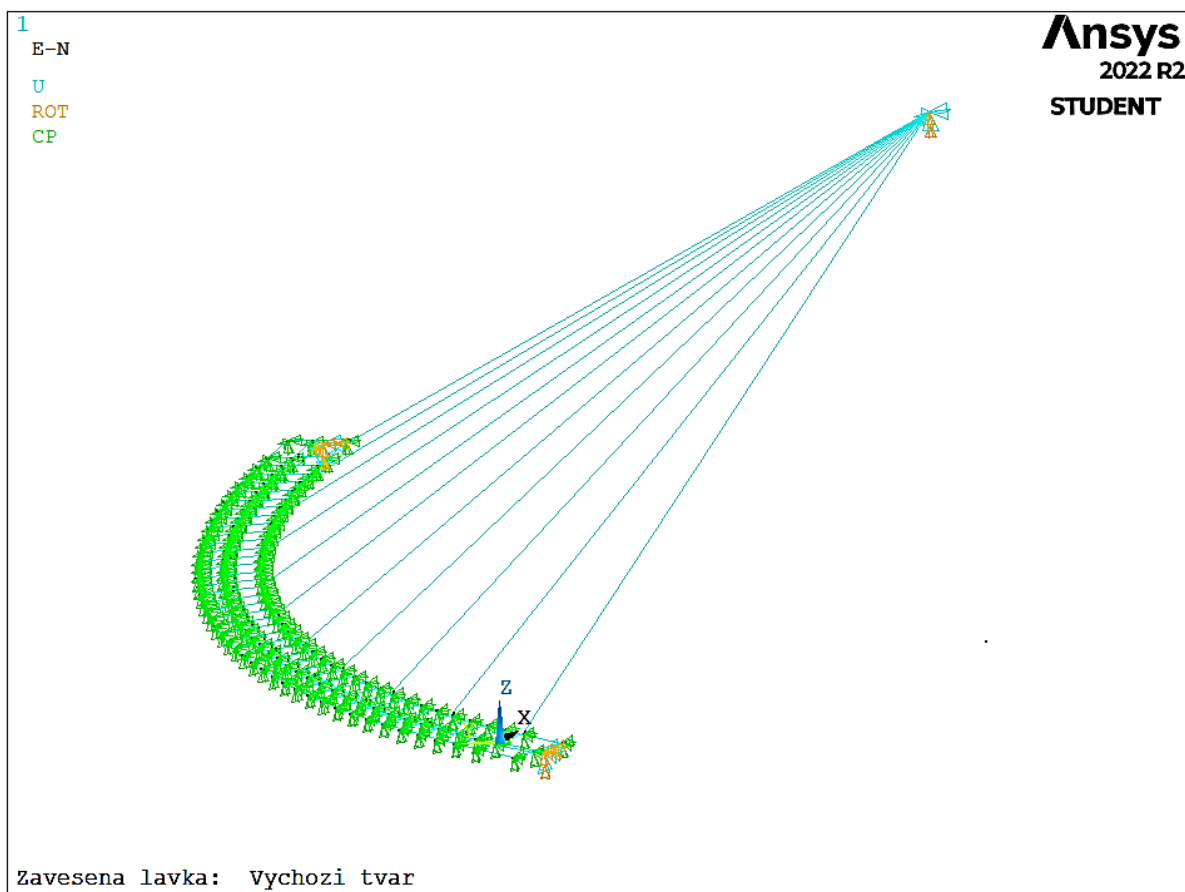 1
E-N
U
ROT
CP
Ansys
2022 R2
STUDENT
Z
X
Zavesena lavka:  Vychozi tvar